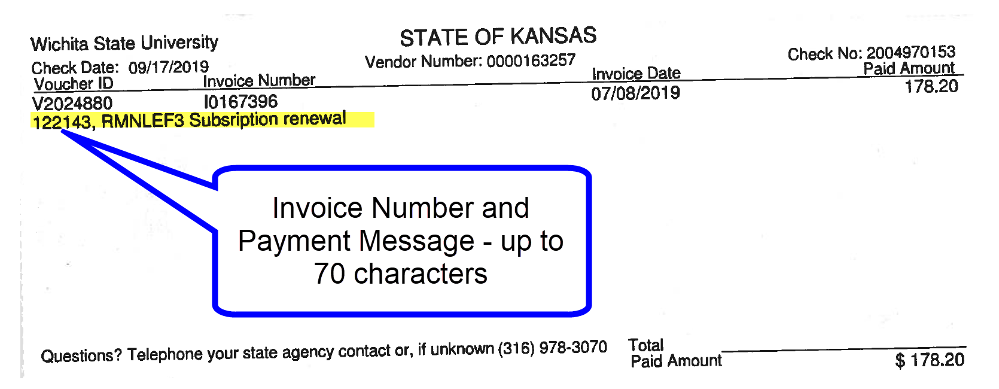 Wichita State University
STATE OF KANSAS
Check Date: 09/17/2019
Vendor Number: 0000163257
Check No: 2004970153
Voucher ID Invoice Number Invoice Date Paid Amount
V2024880 I0167396 07/08/2019 178.20
122143, RMNLEF3 Subsription renewal
Invoice Number and
Payment Message - up to
70 characters
Questions? Telephone your state agency contact or, if unknown (316) 978-3070
Total
Paid Amount $ 178.20